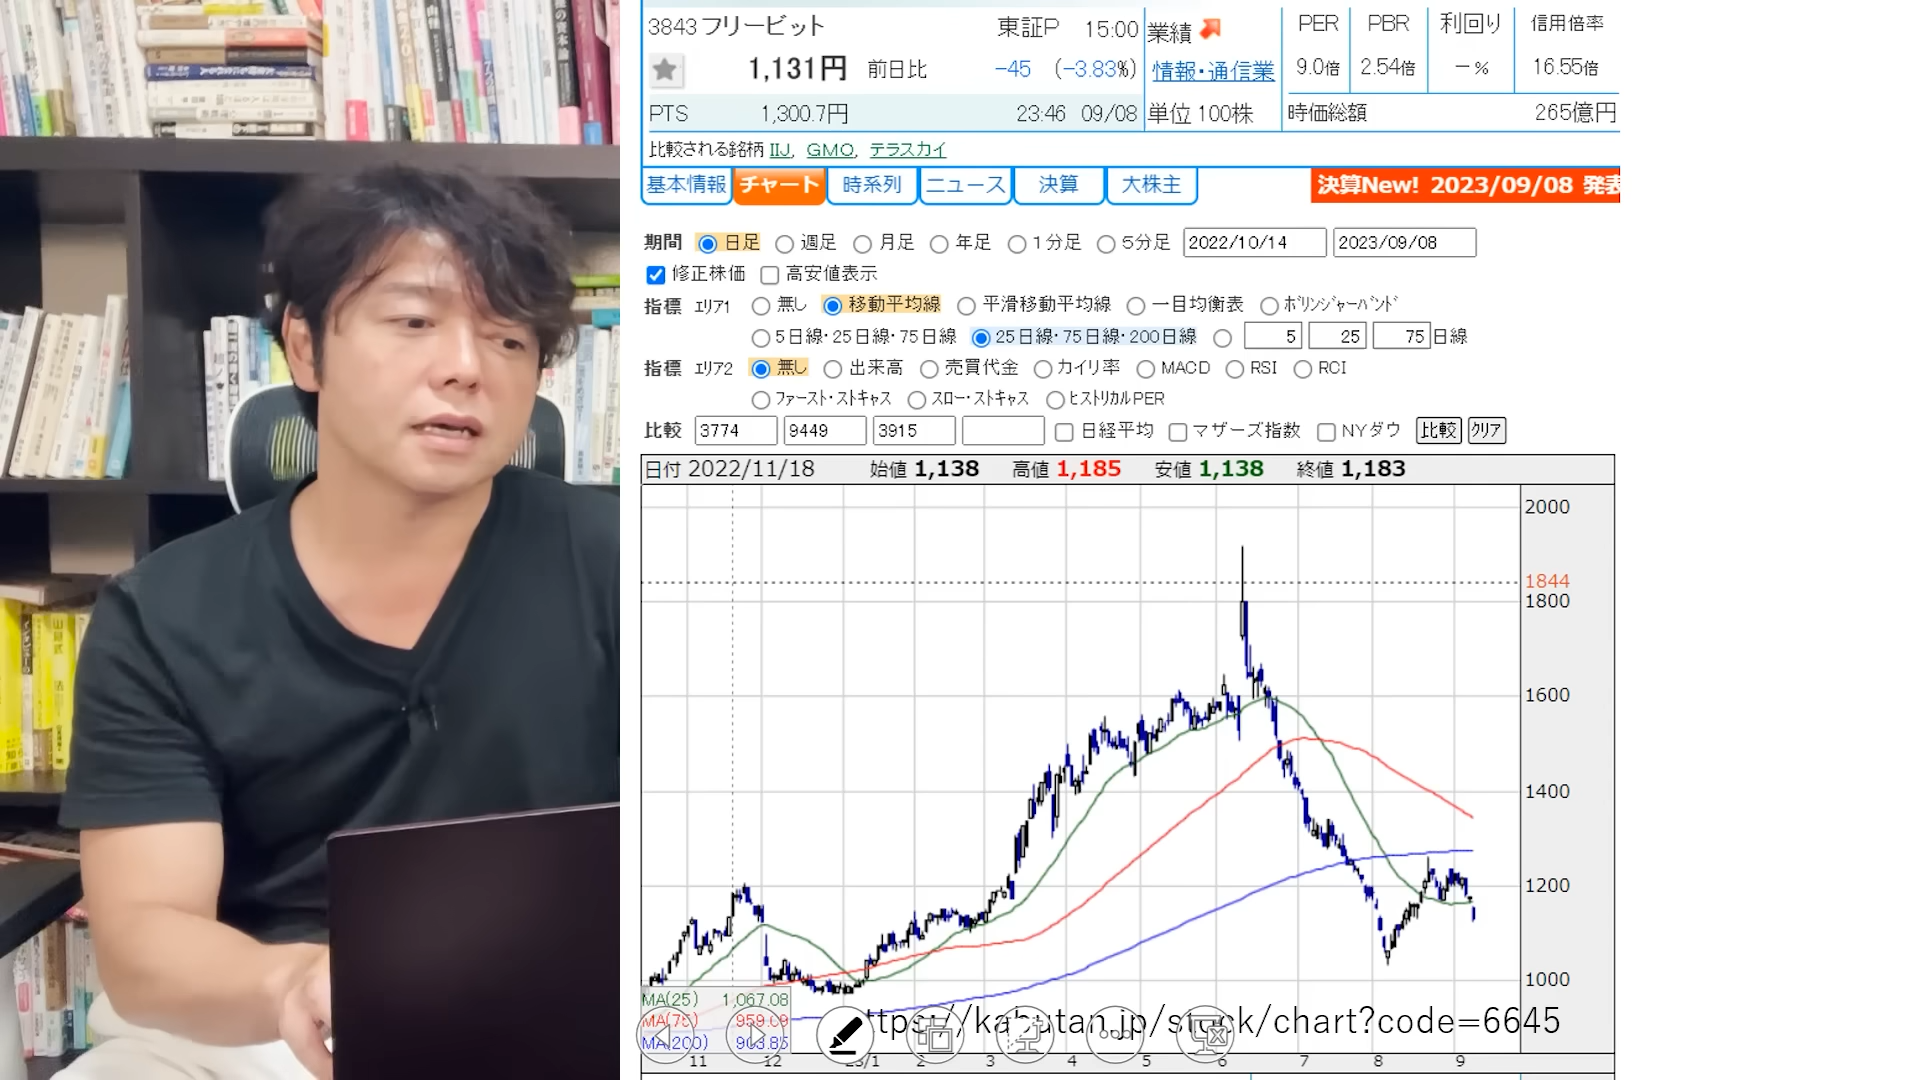 3843 フリービット 東証P 15:00 業績 PER PBR 利回り 信用倍率
1,131円 前日比 -45 (-3.83%) 情報・通信業 9.0倍 2.54倍 －% 16.55倍
PTS 1,300.7円 23:46 09/08 単位 100株 時価総額 265億円
比較される銘柄 IIJ, GMO, テラスカイ
基本情報 チャート 時系列 ニュース 決算 大株主 決算New! 2023/09/08 発表
期間 日足 週足 月足 年足 1分足 5分足 2022/10/14 2023/09/08
修正株価 高安値表示
指標 エリア1 無し 移動平均線 平滑移動平均線 一目均衡表 ボリンジャーバンド
5日線・25日線・75日線 25日線・75日線・200日線 5 25 75 日線
指標 エリア2 無し 出来高 売買代金 カイリ率 MACD RSI RCI
ファースト・ストキャス スロー・ストキャス ヒストリカルPER
比較 3774 9449 3915 日経平均 マザーズ指数 NYダウ 比較 クリア
日付 2022/11/18 始値 1,138 高値 1,185 安値 1,138 終値 1,183
2000
1844
1800
1600
1400
1200
1000
MA(25) 1,067.08
MA(75) 959.09
MA(200) 903.85
ttps://kabutan.jp/stock/chart?code=6645
11 12 23/1 2 3 4 5 6 7 8 9